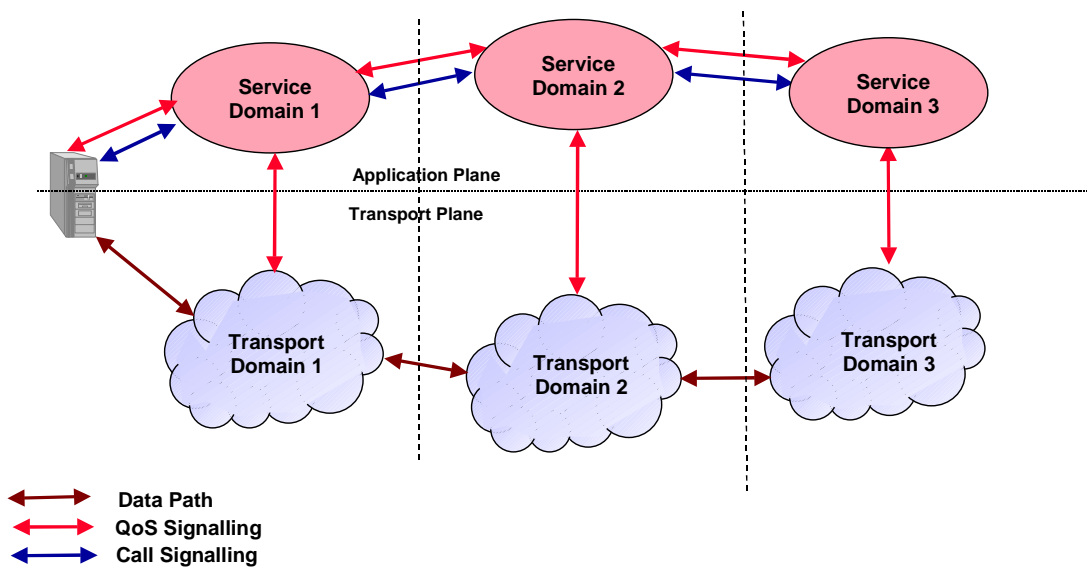 Service
Domain 1
Service
Domain 2
Service
Domain 3
Application Plane
Transport Plane
Transport
Domain 1
Transport
Domain 2
Transport
Domain 3
Data Path
QoS Signalling
Call Signalling